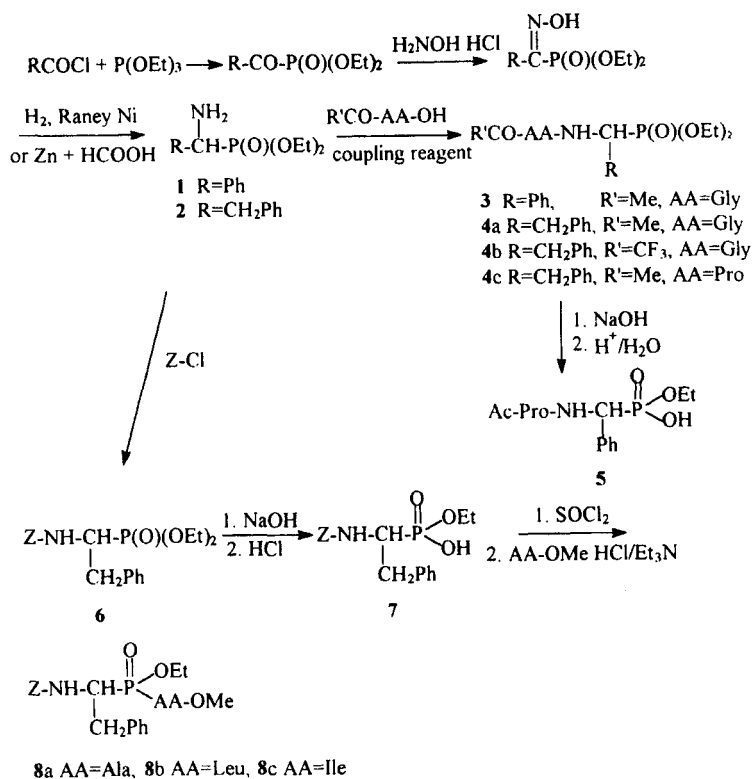 N-OH
RCOCl + P(OEt)3 → R-CO-P(O)(OEt)2 H2NOH HCl R-C-P(O)(OEt)2
H2, Raney Ni
or Zn + HCOOH
NH2
R-CH-P(O)(OEt)2
R'CO-AA-OH
coupling reagent
R'CO-AA-NH-CH-P(O)(OEt)2
R
1 R=Ph
2 R=CH2Ph
3 R=Ph, R'=Me, AA=Gly
4a R=CH2Ph, R'=Me, AA=Gly
4b R=CH2Ph, R'=CF3, AA=Gly
4c R=CH2Ph, R'=Me, AA=Pro
Z-Cl
1. NaOH
2. H+/H2O
O
Ac-Pro-NH-CH-P OEt
OH
Ph
5
Z-NH-CH-P(O)(OEt)2
CH2Ph
6
1. NaOH
2. HCl
O
Z-NH-CH-P OEt
OH
CH2Ph
7
1. SOCl2
2. AA-OMe HCl/Et3N
O
Z-NH-CH-P OEt
AA-OMe
CH2Ph
8a AA=Ala, 8b AA=Leu, 8c AA=Ile